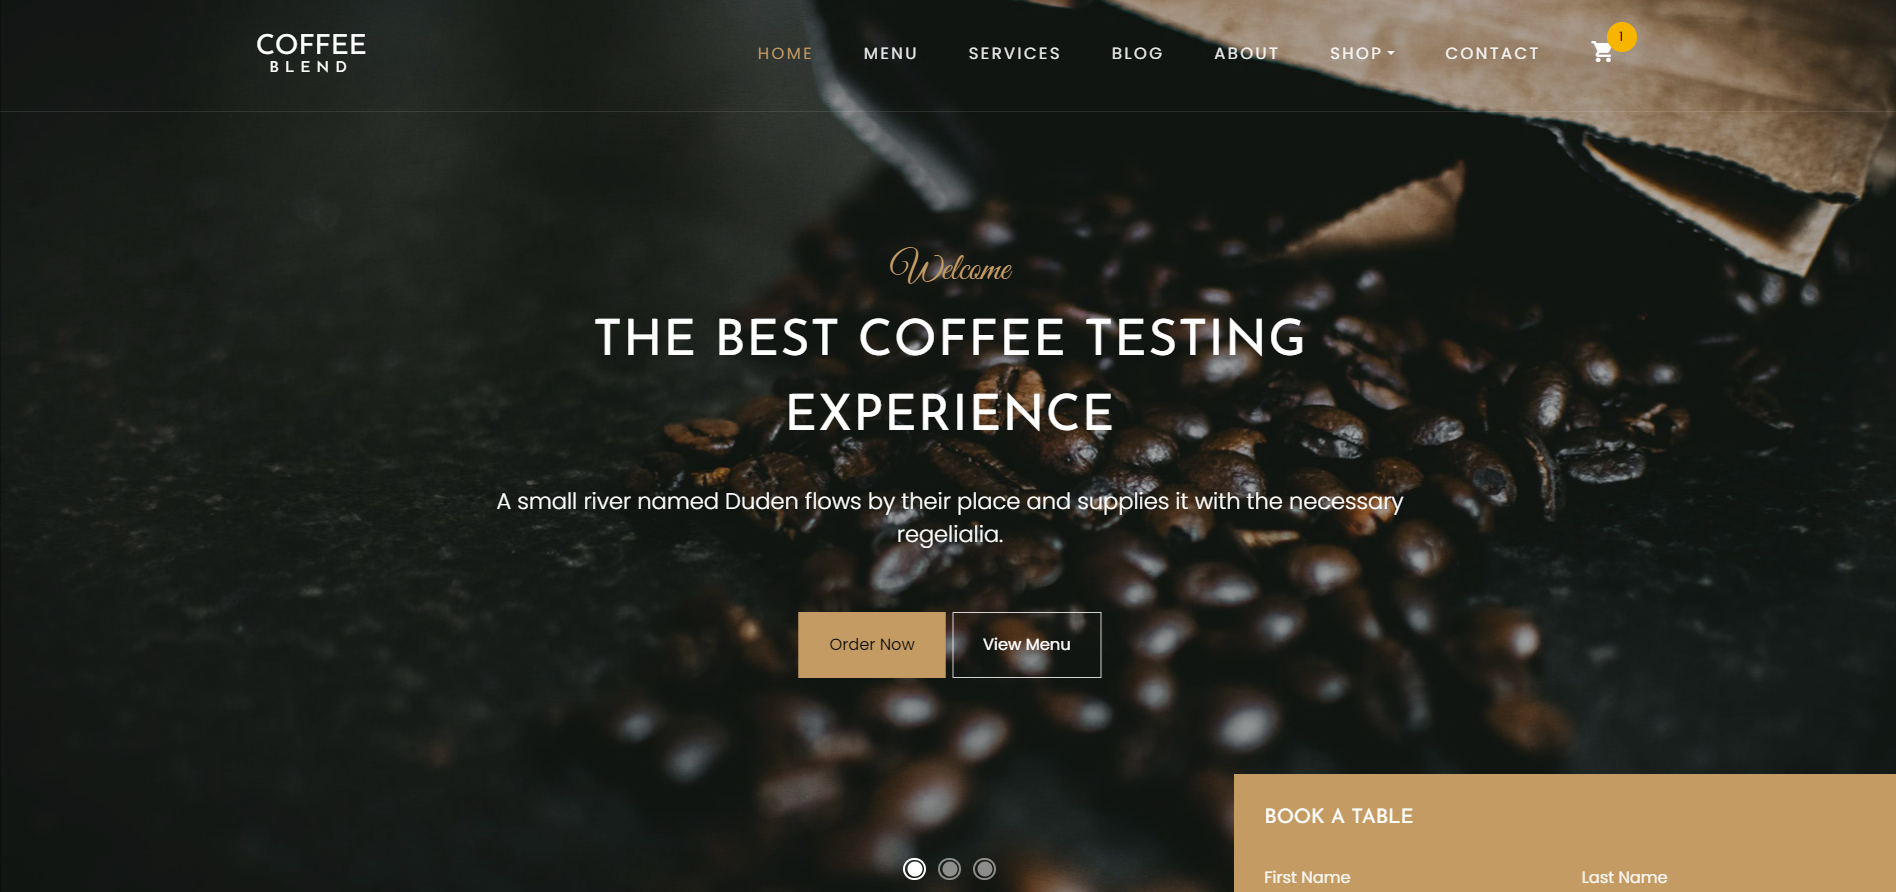 COFFEE
BLEND
HOME MENU SERVICES BLOG ABOUT SHOP CONTACT 1
Welcome
THE BEST COFFEE TESTING
EXPERIENCE
A small river named Duden flows by their place and supplies it with the necessary
regelialia.
Order Now View Menu
BOOK A TABLE
First Name Last Name